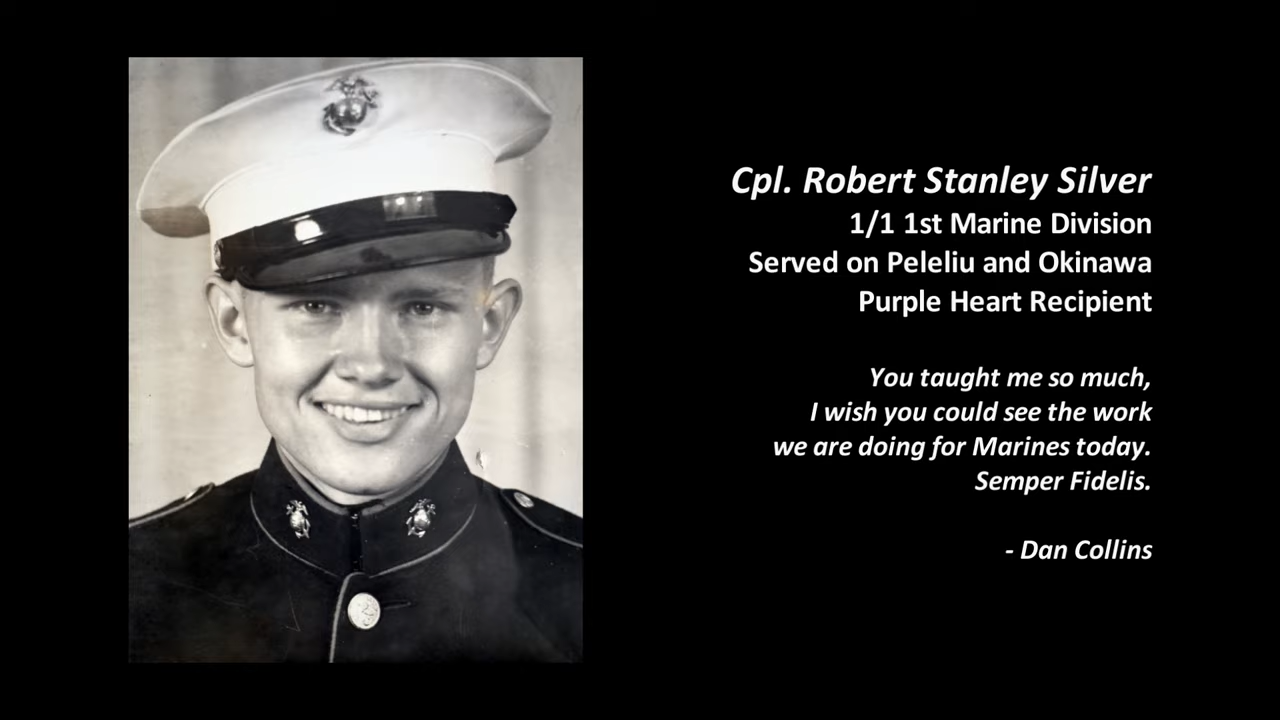 Cpl. Robert Stanley Silver
1/1 1st Marine Division
Served on Peleliu and Okinawa
Purple Heart Recipient
You taught me so much,
I wish you could see the work
we are doing for Marines today.
Semper Fidelis.
- Dan Collins